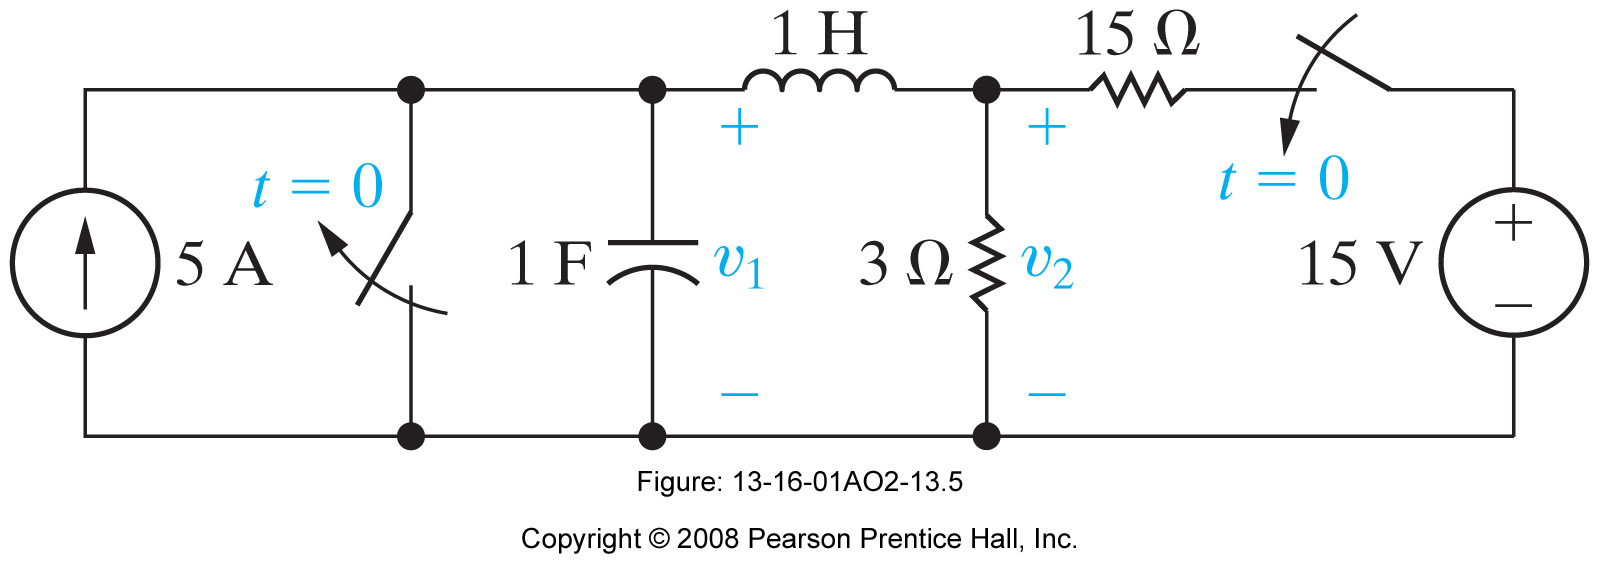 1 H
15 Ω
+
+
t = 0
t = 0
5 A
1 F
v1
3 Ω
v2
15 V
+
−
−
−
Figure: 13-16-01AO2-13.5
Copyright © 2008 Pearson Prentice Hall, Inc.